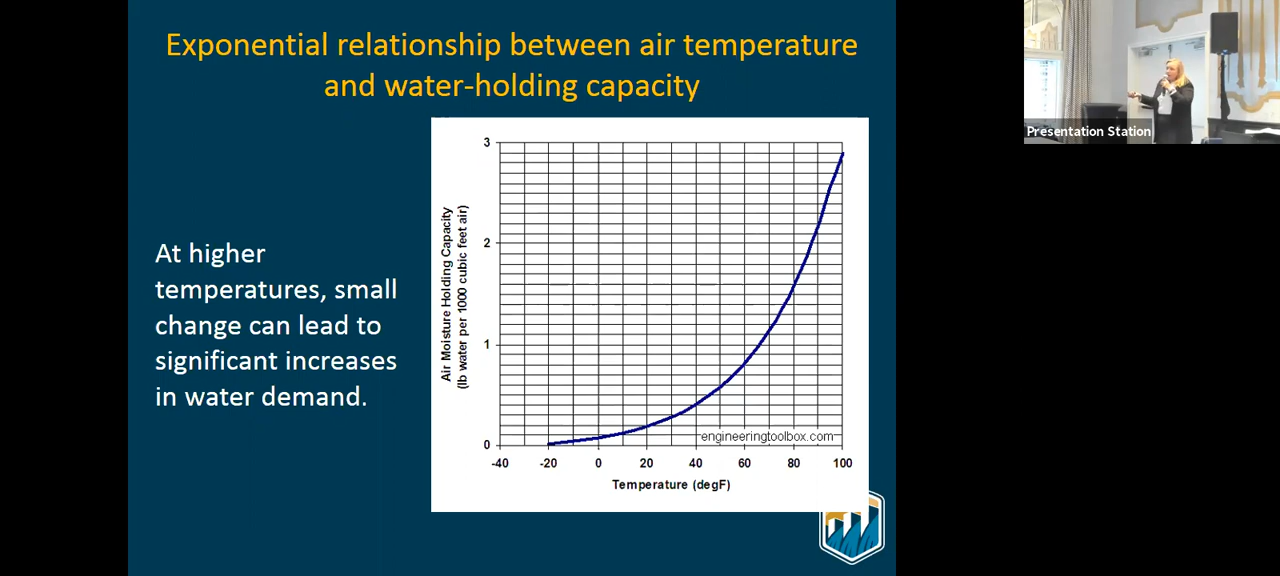 Exponential relationship between air temperature
and water-holding capacity
Presentation Station
At higher
temperatures, small
change can lead to
significant increases
in water demand.
Air Moisture Holding Capacity
(lb water per 1000 cubic feet air)
3
2
1
0
engineeringtoolbox.com
-40 -20 0 20 40 60 80 100
Temperature (degF)